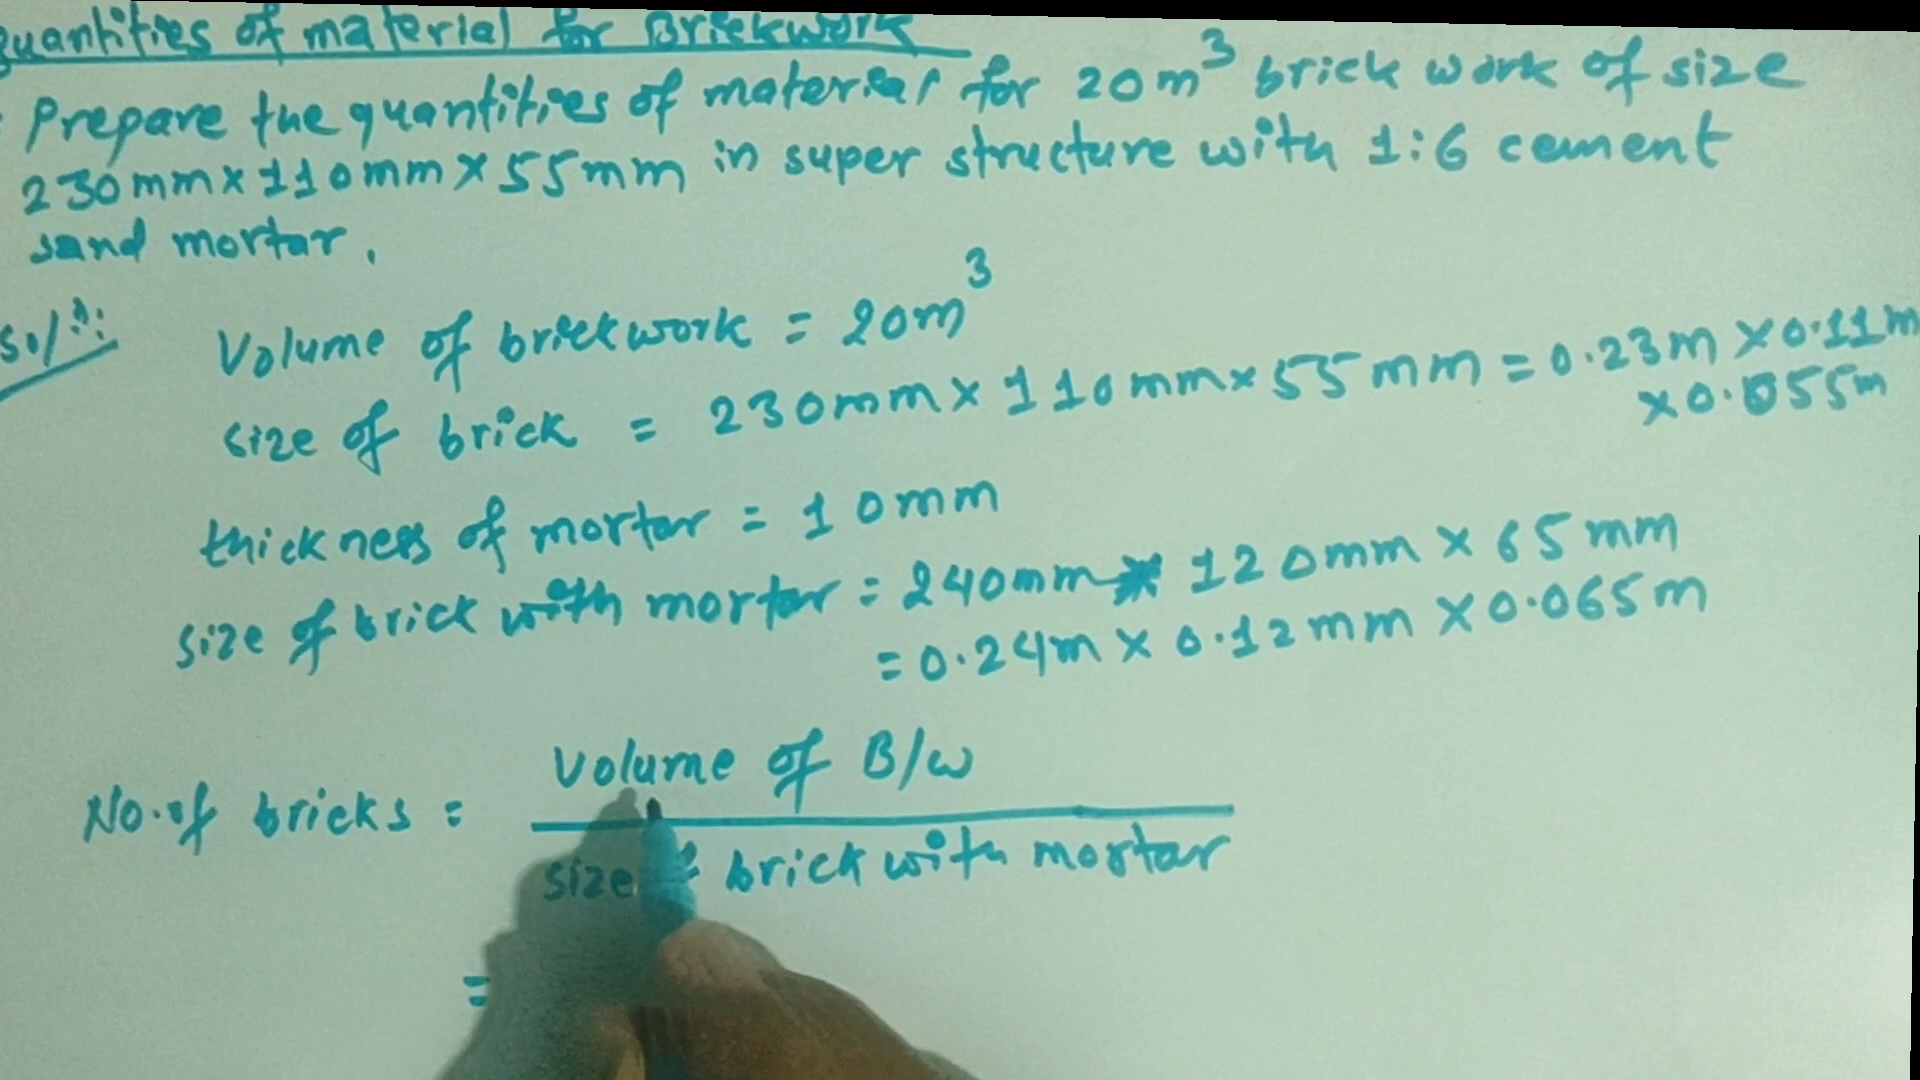 Quantities of material for Brickwork
Prepare the quantities of material for 20m³ brick work of size
230mm×110mm×55mm in super structure with 1:6 cement
sand mortar.
Solⁿ:
Volume of brickwork = 20m³
size of brick = 230mm×110mm×55mm = 0.23m×0.11m
×0.055m
thickness of mortar = 10mm
size of brick with mortar = 240mm × 120mm × 65mm
= 0.24m × 0.12mm × 0.065m
No. of bricks = Volume of B/w
size brick with mortar
=